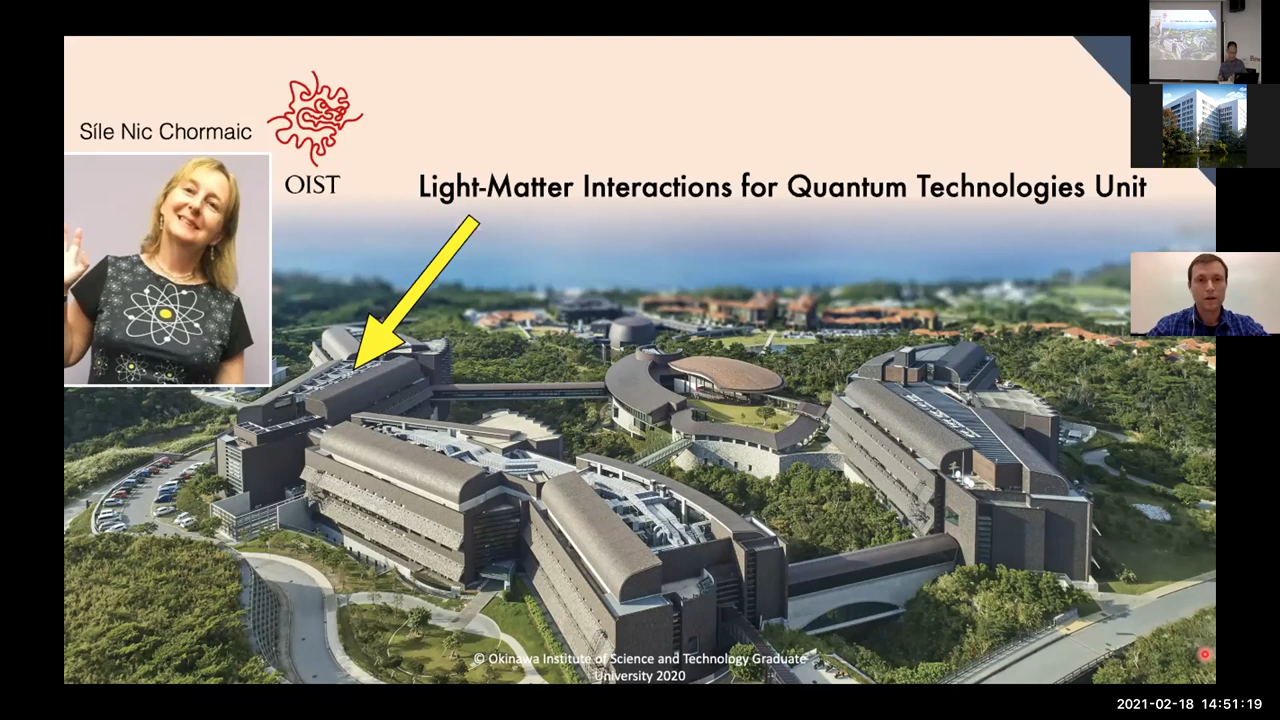 Síle Nic Chormaic
OIST
Light-Matter Interactions for Quantum Technologies Unit
© Okinawa Institute of Science and Technology Graduate
University 2020
2021-02-18 14:51:19